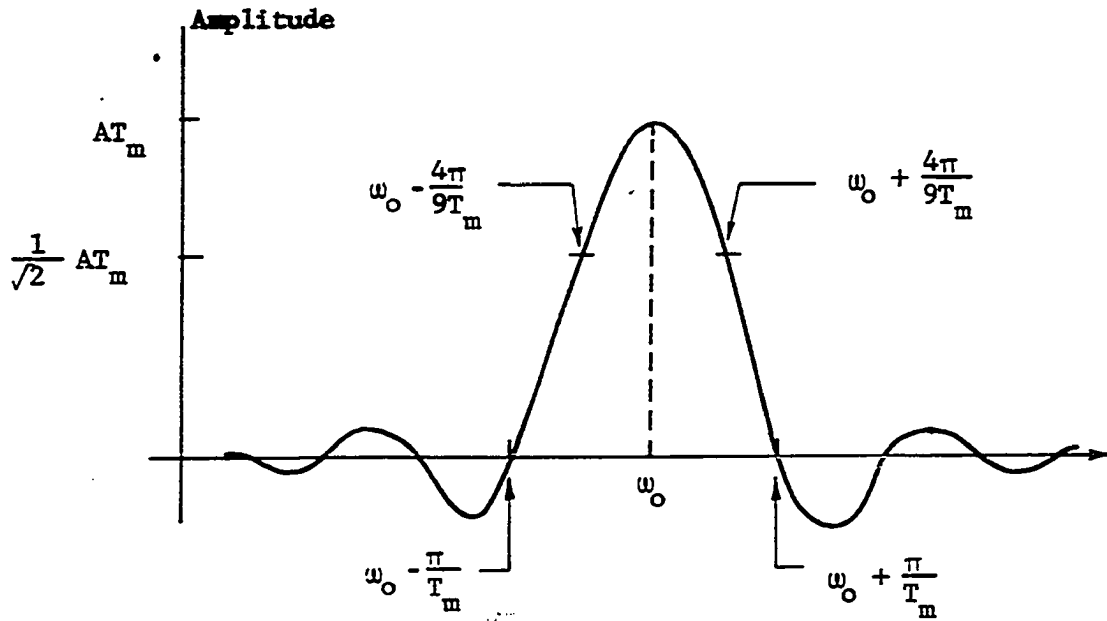 Amplitude
AT_m
ω_o - 4π/9T_m
ω_o + 4π/9T_m
1/√2 AT_m
ω_o
ω_o - π/T_m
ω_o + π/T_m